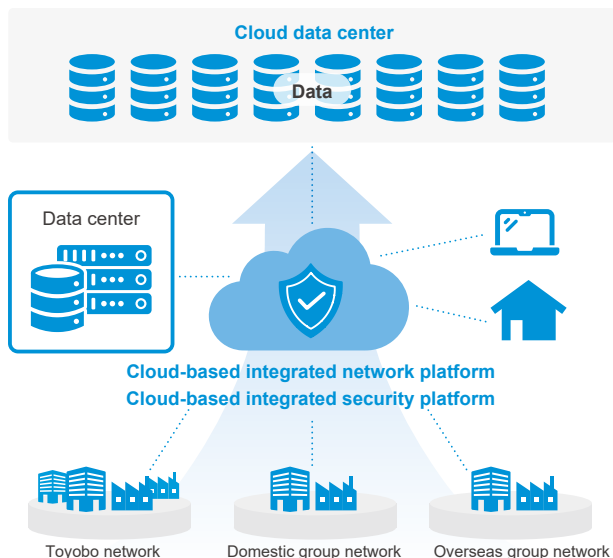 Cloud data center
Data
Data center
Cloud-based integrated network platform
Cloud-based integrated security platform
Toyobo network
Domestic group network
Overseas group network